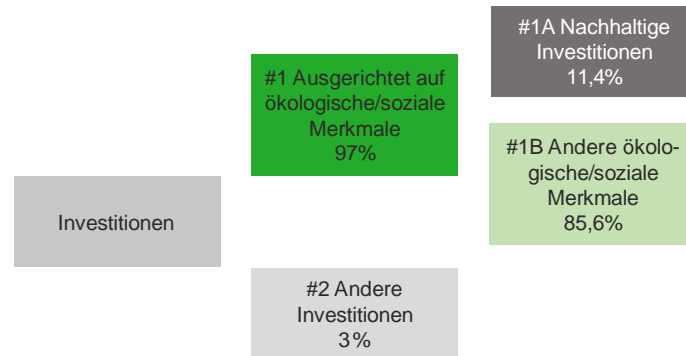 #1A Nachhaltige
Investitionen
11,4%
#1 Ausgerichtet auf
ökologische/soziale
Merkmale
97%
#1B Andere ökolo-
gische/soziale
Merkmale
85,6%
Investitionen
#2 Andere
Investitionen
3%